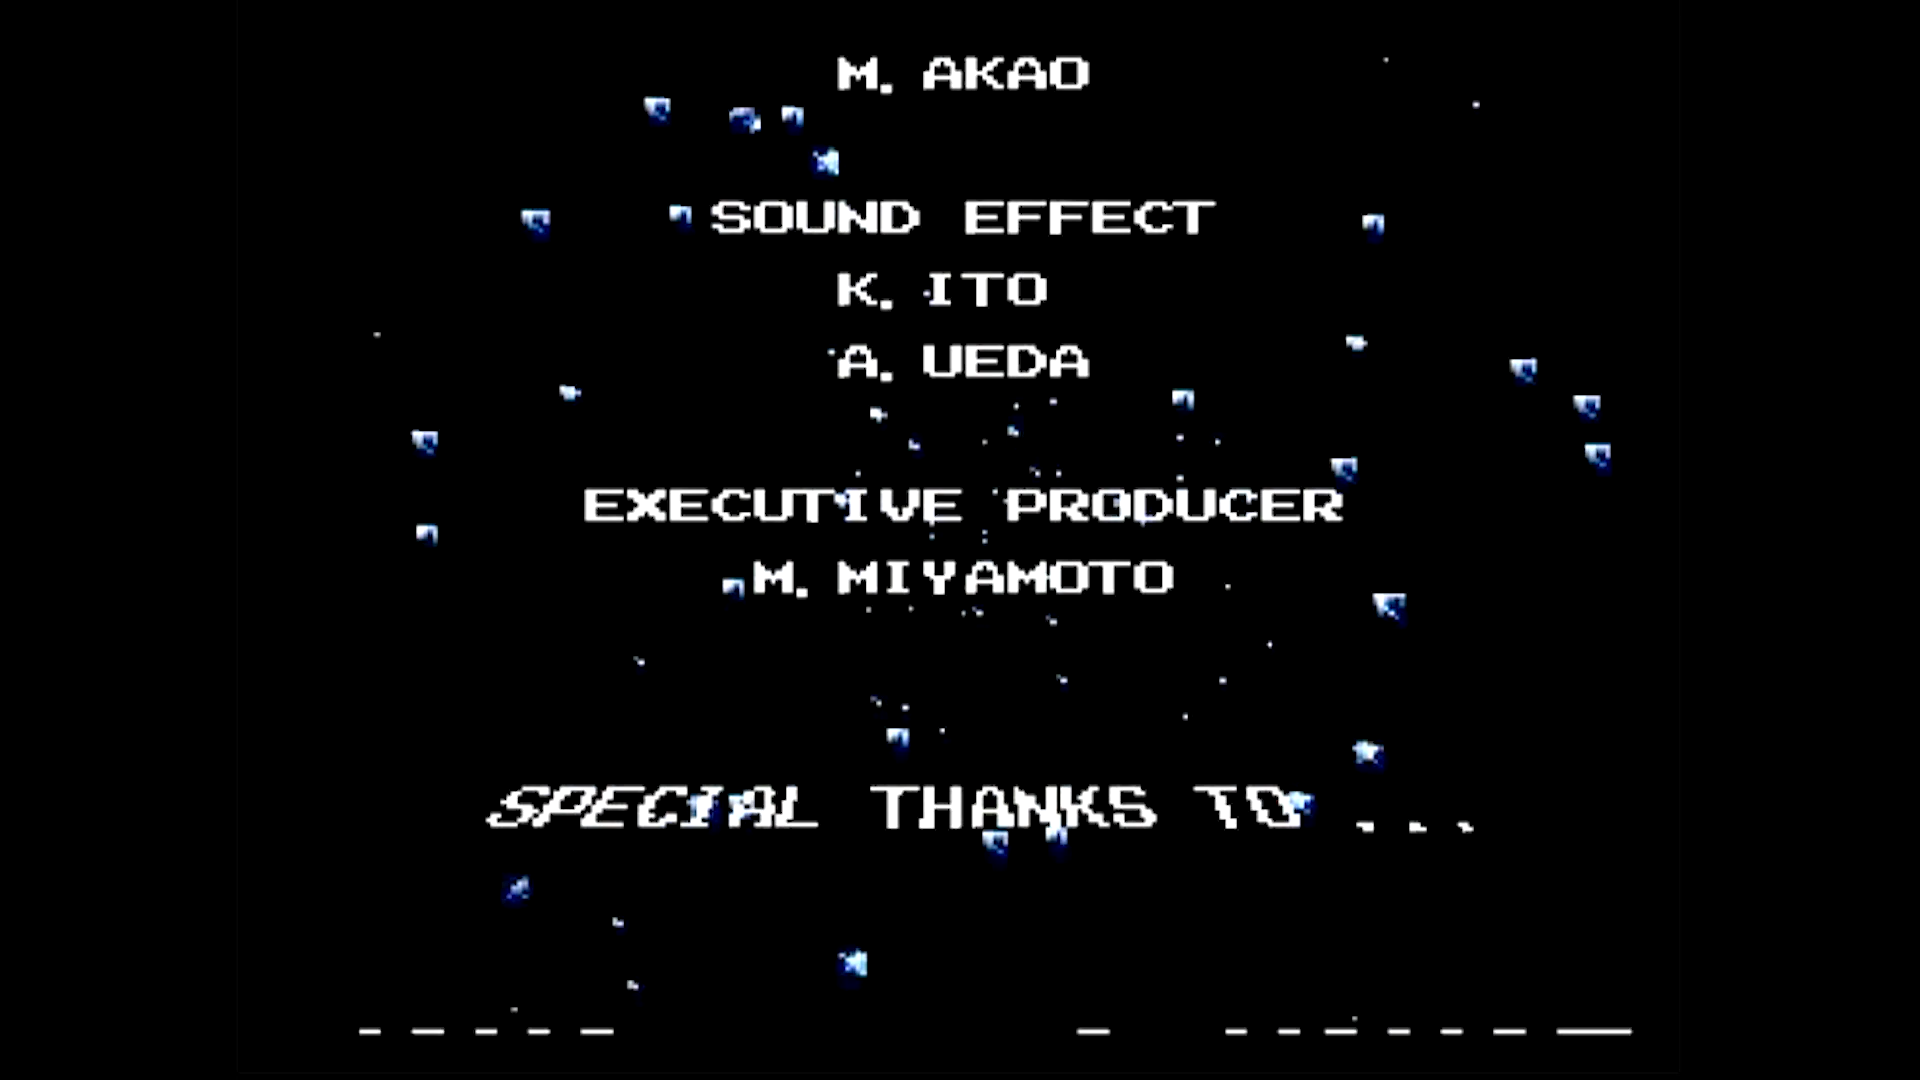 M. AKAO
SOUND EFFECT
K. ITO
A. UEDA
EXECUTIVE PRODUCER
M. MIYAMOTO
SPECIAL THANKS TO ...